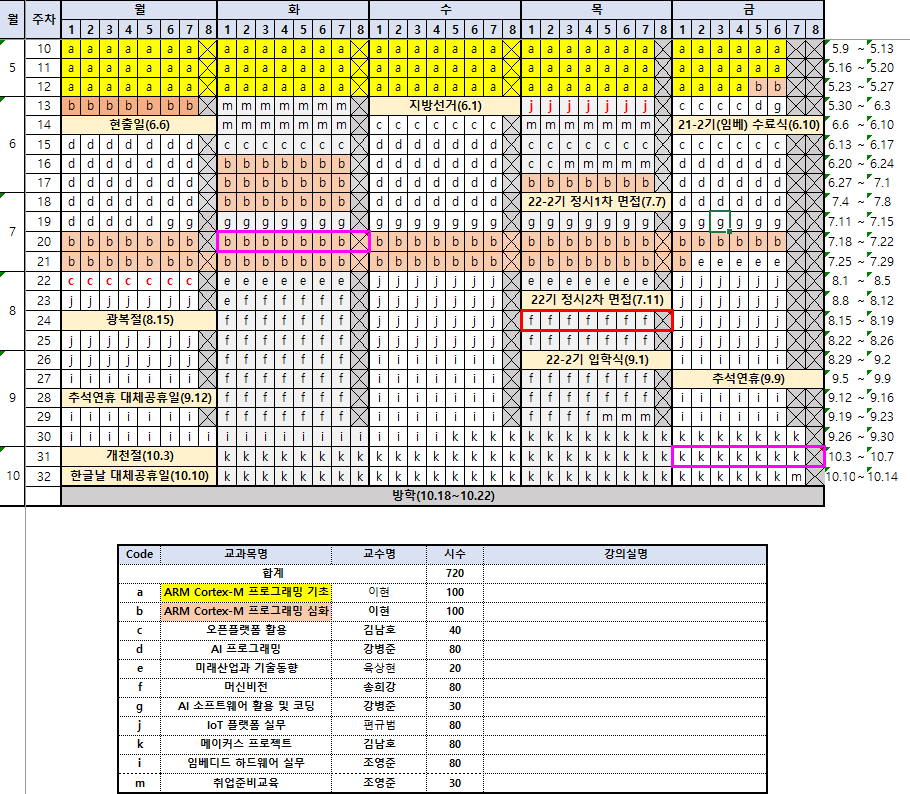 월 주차 월 화 수 목 금
1 2 3 4 5 6 7 8 1 2 3 4 5 6 7 8 1 2 3 4 5 6 7 8 1 2 3 4 5 6 7 8 1 2 3 4 5 6 7 8
10 a a a a a a a a a a a a a a a a a a a a a a a a a a a a a a a a a a 5.9 ~ 5.13
5 11 a a a a a a a a a a a a a a a a a a a a a a a a a a a a a a a a a a 5.16 ~ 5.20
12 a a a a a a a a a a a a a a a a a a a a a a a a a a a a a a a a b b 5.23 ~ 5.27
13 b b b b b b b m m m m m m m 지방선거(6.1) j j j j j j j c c c c d g 5.30 ~ 6.3
14 현출일(6.6) m m m m m m m c c c c c c c m m m m m m m 21-2기(임베) 수료식(6.10) 6.6 ~ 6.10
6 15 d d d d d d d c c c c c c c d d d d d d d c c c c c c c c c c c c c 6.13 ~ 6.17
16 d d d d d d d b b b b b b b d d d d d d d c c m m m m m d d d d d d 6.20 ~ 6.24
17 d d d d d d d b b b b b b b d d d d d d d b b b b b b b d d d d d d 6.27 ~ 7.1
18 d d d d d d d b b b b b b b d d d d d d d 22-2기 정시1차 면접(7.7) d d d d d d 7.4 ~ 7.8
7 19 d d d d d g g g g g g g g g g g g g g g g g g g g g g g g g g g g g 7.11 ~ 7.15
20 b b b b b b b b b b b b b b b b b b b b b b b b b b b b b b b b b b 7.18 ~ 7.22
21 b b b b b b b b b b b b b b b b b b b b b b b b b b b b b e e e e e 7.25 ~ 7.29
22 c c c c c c c e e e e e e e j j j j j j j e e e e e e e j j j j j j 8.1 ~ 8.5
23 j j j j j j j e f f f f f f j j j j j j j 22기 정시2차 면접(7.11) j j j j j j 8.8 ~ 8.12
8 24 광복절(8.15) f f f f f f f j j j j j j j f f f f f f f j j j j j j 8.15 ~ 8.19
25 j j j j j j j f f f f f f f j j j j j j j f f f f f f f j j j j j j 8.22 ~ 8.26
26 j j j j j j j f f f f f f f i i i i i i i 22-2기 입학식(9.1) i i i i i i 8.29 ~ 9.2
27 i i i i i i i f f f f f f f i i i i i i i f f f f f f f 추석연휴(9.9) 9.5 ~ 9.9
9 28 추석연휴 대체공휴일(9.12) f f f f f f f i i i i i i i f f f f f f f i i i i i i 9.12 ~ 9.16
29 i i i i i i i f f f f f f f i i i i i i i f f f f m m m i i i i i i 9.19 ~ 9.23
30 i i i i i i i i i i i i i i i i i i i i k k k k k k k k k k k k k k k k k k k 9.26 ~ 9.30
31 개천절(10.3) k k k k k k k k k k k k k k k k k k k k k k k k k k k k k k k 10.3 ~ 10.7
10 32 한글날 대체공휴일(10.10) k k k k k k k k k k k k k k k k k k k k k k k k k k k k k k m 10.10 ~ 10.14
방학(10.18~10.22)
Code 교과목명 교수명 시수 강의실명
합계 720
a ARM Cortex-M 프로그래밍 기초 이현 100
b ARM Cortex-M 프로그래밍 심화 이현 100
c 오픈플랫폼 활용 김남호 40
d AI 프로그래밍 강병준 80
e 미래산업과 기술동향 육상현 20
f 머신비전 송희강 80
g AI 소프트웨어 활용 및 코딩 강병준 30
j IoT 플랫폼 실무 편규범 80
k 메이커스 프로젝트 김남호 80
i 임베디드 하드웨어 실무 조영준 80
m 취업준비교육 조영준 30